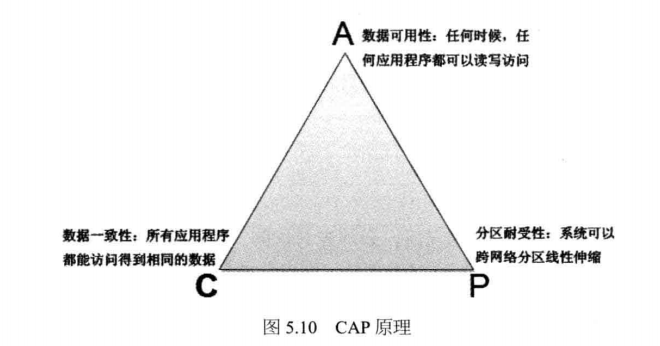 A
数据可用性：任何时候，任
何应用程序都可以读写访问
数据一致性：所有应用程序
都能访问得到相同的数据
C
分区耐受性：系统可以
跨网络分区线性伸缩
P
图 5.10 CAP 原理